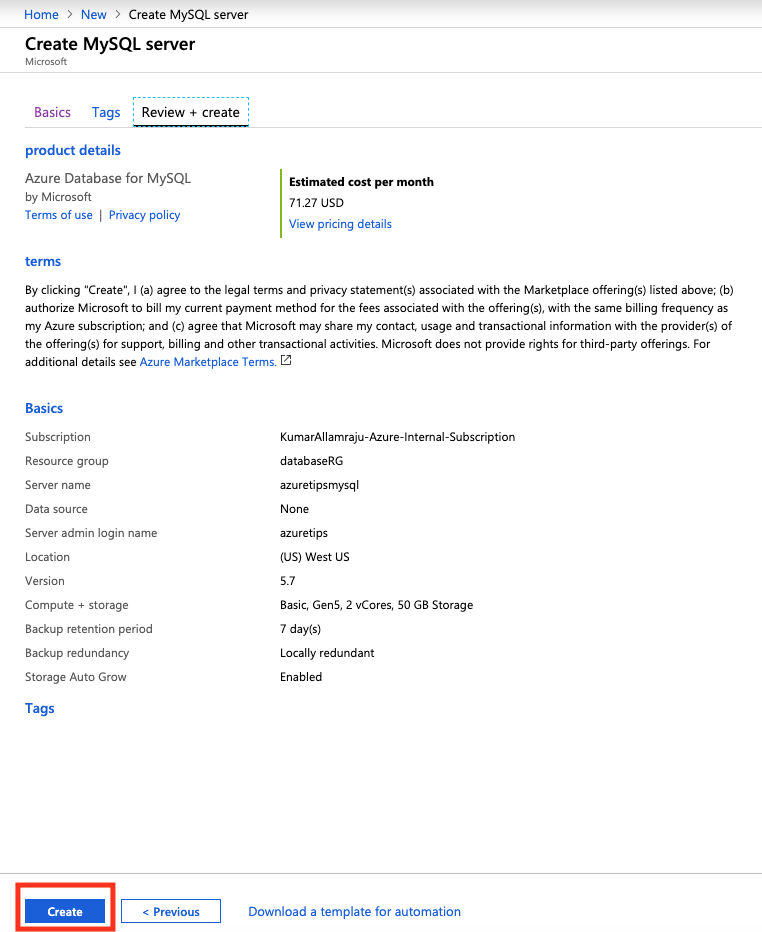 Home > New > Create MySQL server
Create MySQL server
Microsoft
Basics Tags Review + create
product details
Azure Database for MySQL
by Microsoft
Terms of use | Privacy policy
Estimated cost per month
71.27 USD
View pricing details
terms
By clicking "Create", I (a) agree to the legal terms and privacy statement(s) associated with the Marketplace offering(s) listed above; (b)
authorize Microsoft to bill my current payment method for the fees associated with the offering(s), with the same billing frequency as
my Azure subscription; and (c) agree that Microsoft may share my contact, usage and transactional information with the provider(s) of
the offering(s) for support, billing and other transactional activities. Microsoft does not provide rights for third-party offerings. For
additional details see Azure Marketplace Terms.
Basics
Subscription KumarAllamraju-Azure-Internal-Subscription
Resource group databaseRG
Server name azuretipsmysql
Data source None
Server admin login name azuretips
Location (US) West US
Version 5.7
Compute + storage Basic, Gen5, 2 vCores, 50 GB Storage
Backup retention period 7 day(s)
Backup redundancy Locally redundant
Storage Auto Grow Enabled
Tags
Create < Previous Download a template for automation